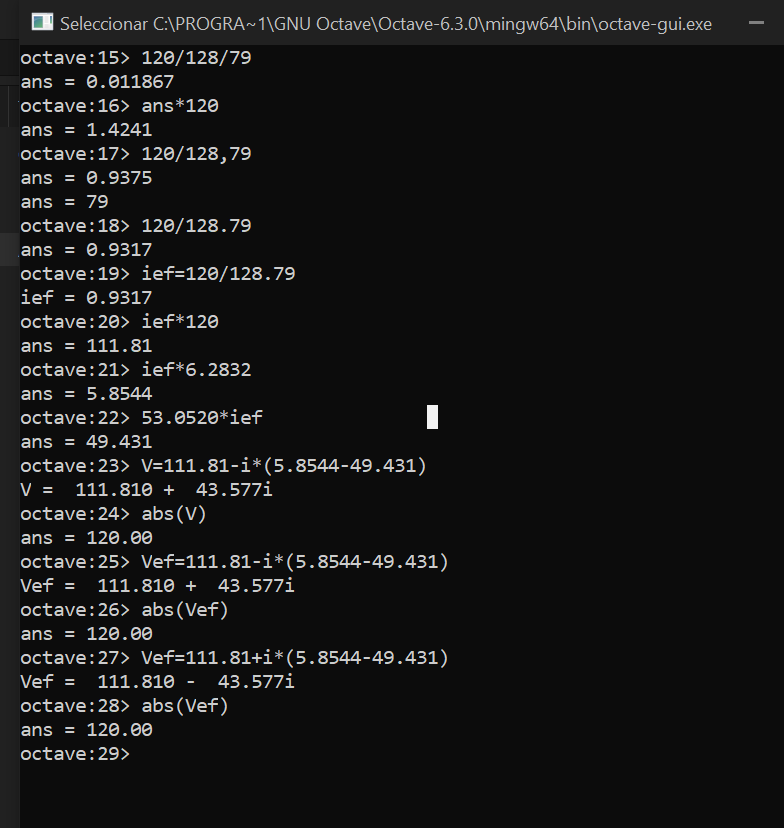 Seleccionar C:\PROGRA~1\GNU Octave\Octave-6.3.0\mingw64\bin\octave-gui.exe
octave:15> 120/128/79
ans = 0.011867
octave:16> ans*120
ans = 1.4241
octave:17> 120/128,79
ans = 0.9375
ans = 79
octave:18> 120/128.79
ans = 0.9317
octave:19> ief=120/128.79
ief = 0.9317
octave:20> ief*120
ans = 111.81
octave:21> ief*6.2832
ans = 5.8544
octave:22> 53.0520*ief
ans = 49.431
octave:23> V=111.81-i*(5.8544-49.431)
V =  111.810 +  43.577i
octave:24> abs(V)
ans = 120.00
octave:25> Vef=111.81-i*(5.8544-49.431)
Vef =  111.810 +  43.577i
octave:26> abs(Vef)
ans = 120.00
octave:27> Vef=111.81+i*(5.8544-49.431)
Vef =  111.810 -  43.577i
octave:28> abs(Vef)
ans = 120.00
octave:29>